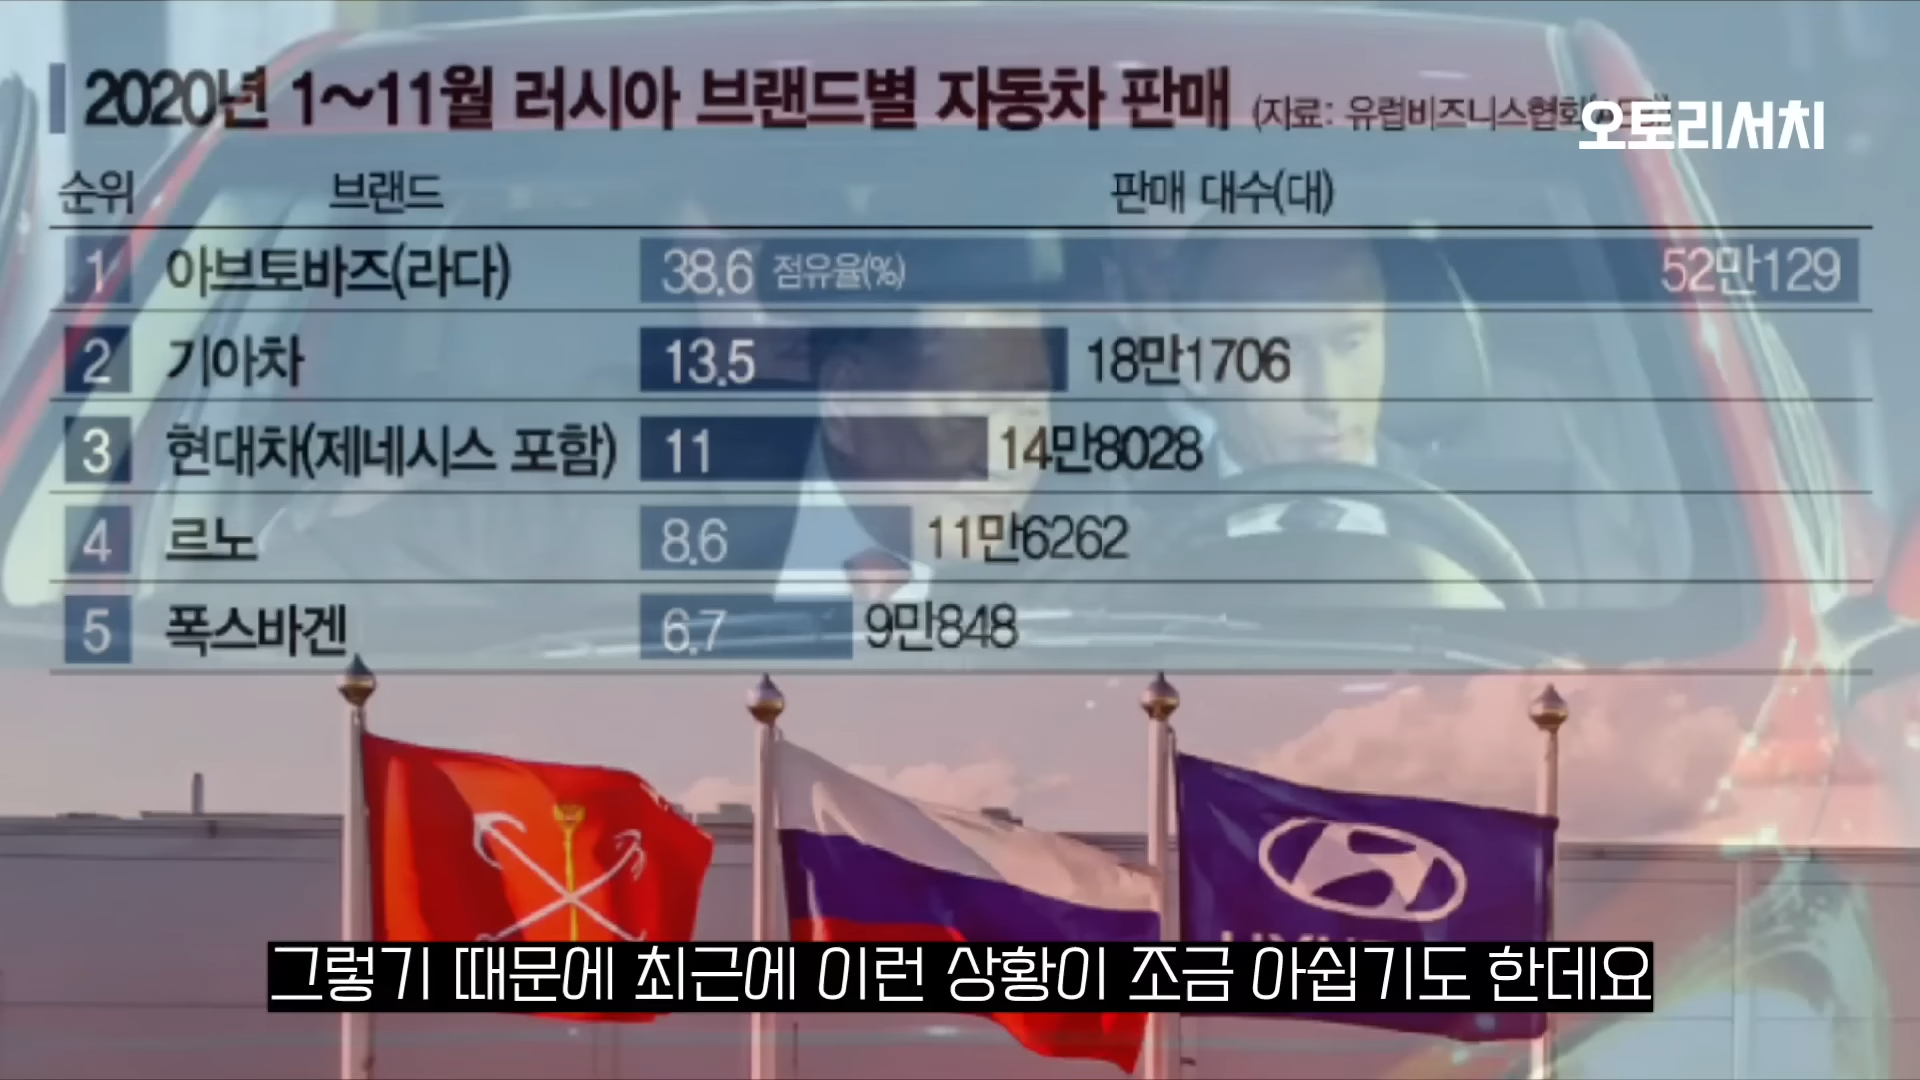 2020년 1~11월 러시아 브랜드별 자동차 판매 (자료: 유럽비즈니스협회
오토리서치
순위 브랜드 판매 대수(대)
1 아브토바즈(라다) 38.6 점유율(%) 52만129
2 기아차 13.5 18만1706
3 현대차(제네시스 포함) 11 14만8028
4 르노 8.6 11만6262
5 폭스바겐 6.7 9만848
그렇기 때문에 최근에 이런 상황이 조금 아쉽기도 한데요